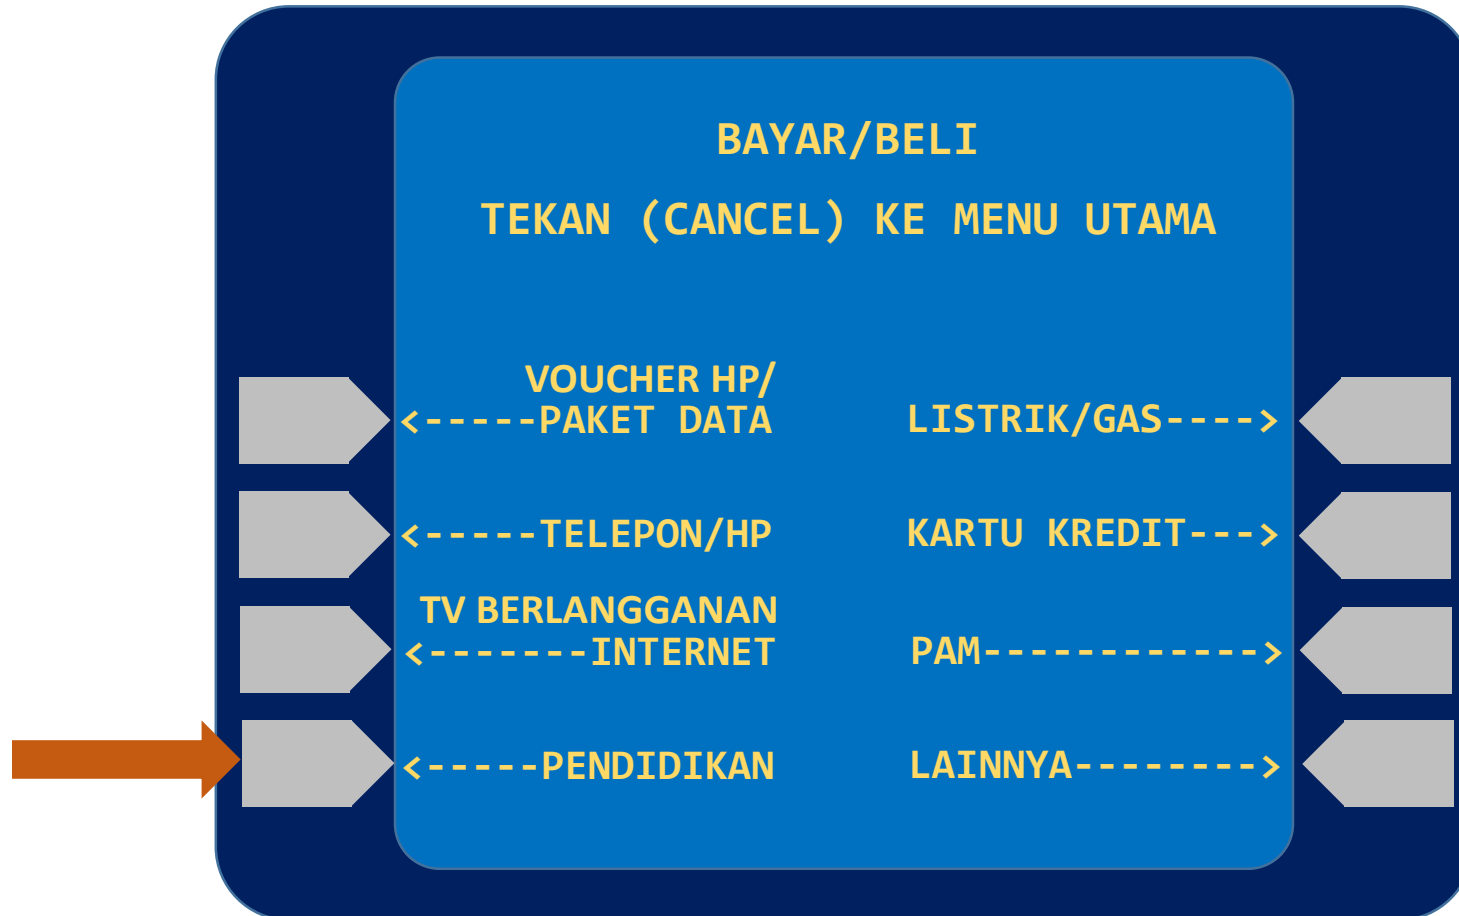 BAYAR/BELI
TEKAN (CANCEL) KE MENU UTAMA
VOUCHER HP/
<-----PAKET DATA
LISTRIK/GAS---->
<-----TELEPON/HP
KARTU KREDIT--->
TV BERLANGGANAN
<-------INTERNET
PAM------------>
<-----PENDIDIKAN
LAINNYA-------->